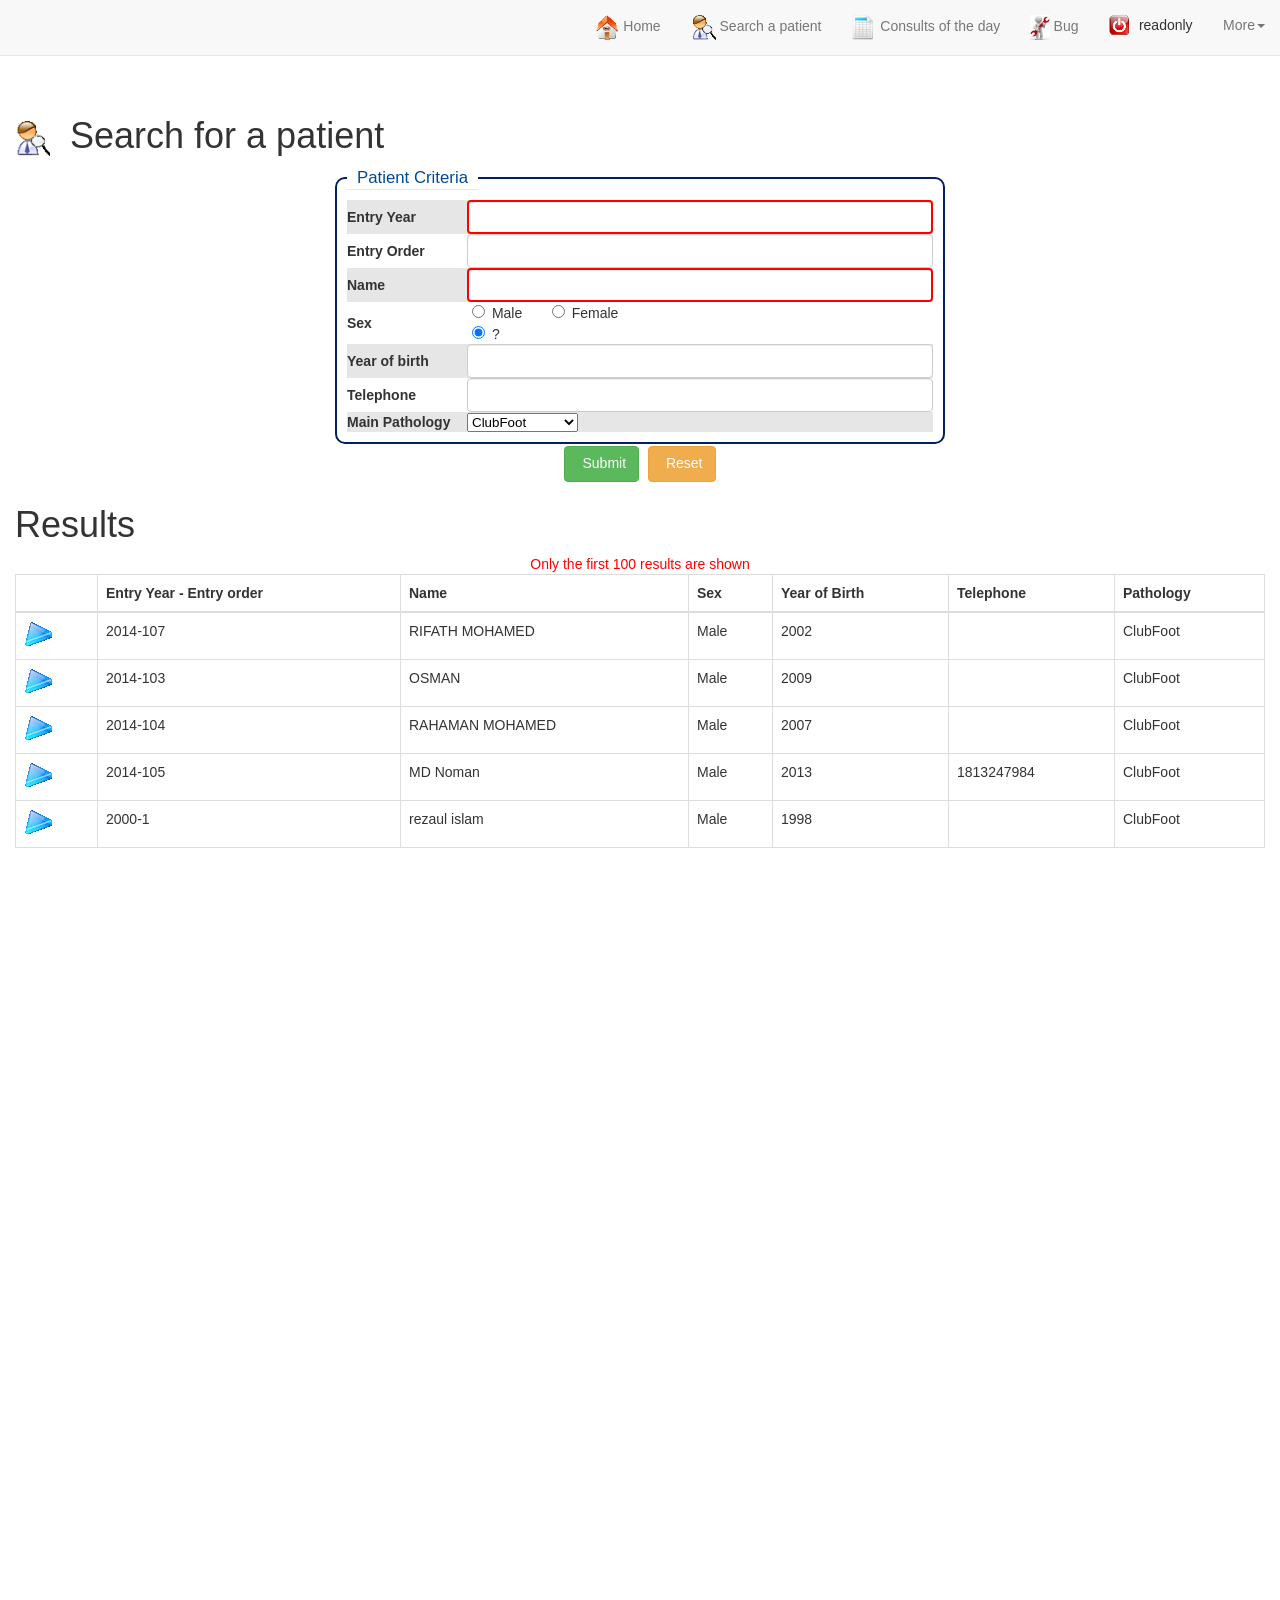 Home Search a patient Consults of the day Bug readonly More
Search for a patient
Patient Criteria
Entry Year
Entry Order
Name
Sex Male Female
?
Year of birth
Telephone
Main Pathology ClubFoot
Submit Reset
Results
Only the first 100 results are shown
Entry Year - Entry order Name Sex Year of Birth Telephone Pathology
2014-107 RIFATH MOHAMED Male 2002 ClubFoot
2014-103 OSMAN Male 2009 ClubFoot
2014-104 RAHAMAN MOHAMED Male 2007 ClubFoot
2014-105 MD Noman Male 2013 1813247984 ClubFoot
2000-1 rezaul islam Male 1998 ClubFoot